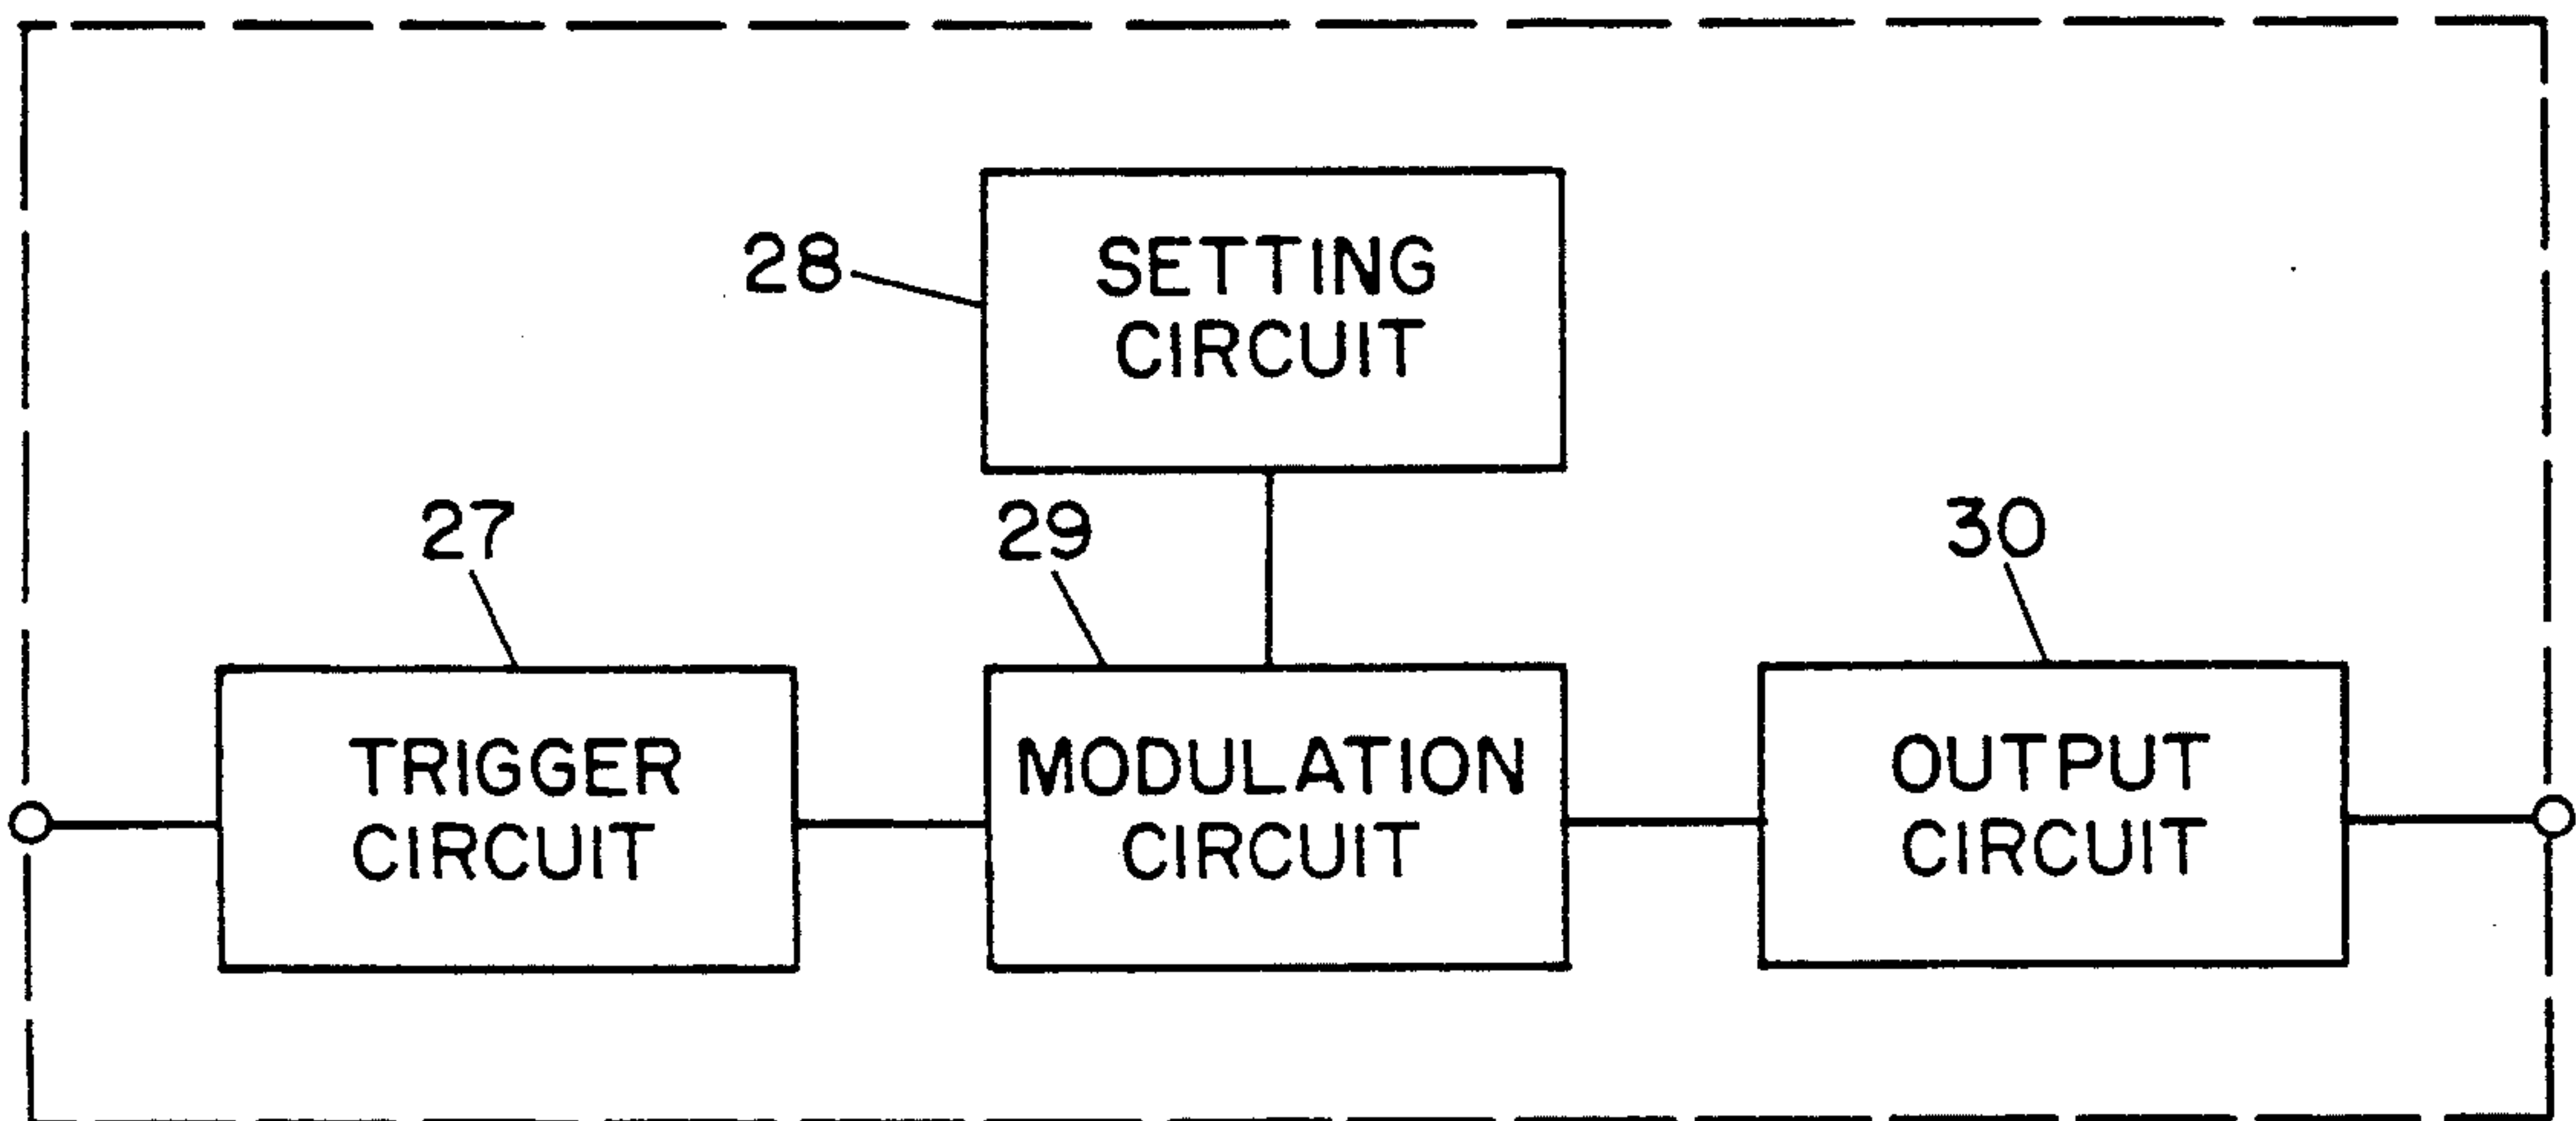 28
SETTING
CIRCUIT
27
29
30
TRIGGER
CIRCUIT
MODULATION
CIRCUIT
OUTPUT
CIRCUIT